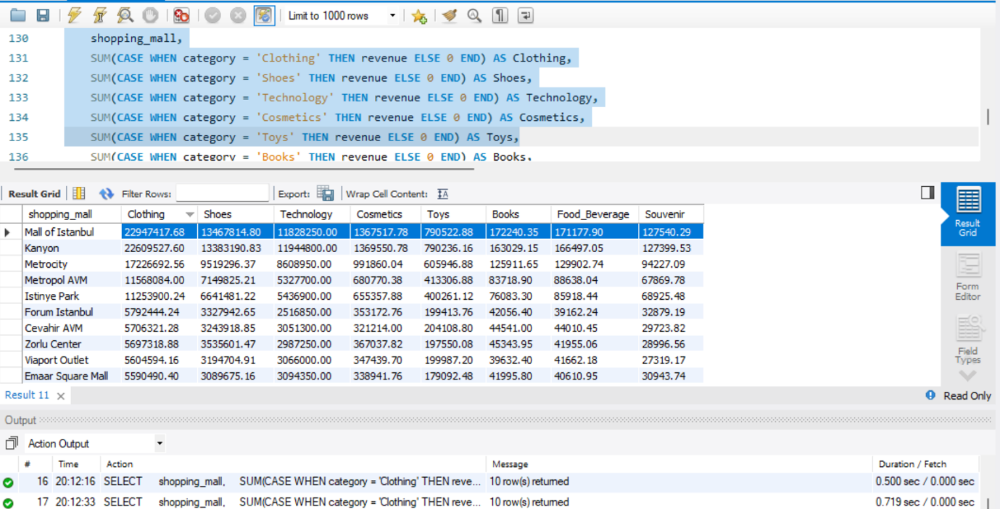 Limit to 1000 rows
130 shopping_mall,
131 SUM(CASE WHEN category = 'Clothing' THEN revenue ELSE 0 END) AS Clothing,
132 SUM(CASE WHEN category = 'Shoes' THEN revenue ELSE 0 END) AS Shoes,
133 SUM(CASE WHEN category = 'Technology' THEN revenue ELSE 0 END) AS Technology,
134 SUM(CASE WHEN category = 'Cosmetics' THEN revenue ELSE 0 END) AS Cosmetics,
135 SUM(CASE WHEN category = 'Toys' THEN revenue ELSE 0 END) AS Toys,
136 SUM(CASE WHEN category = 'Books' THEN revenue ELSE 0 END) AS Books,
Result Grid Filter Rows: Export: Wrap Cell Content:
shopping_mall Clothing Shoes Technology Cosmetics Toys Books Food_Beverage Souvenir
Mall of Istanbul 22947417.68 13467814.80 11828250.00 1367517.78 790522.88 172240.35 171177.90 127540.29
Kanyon 22609527.60 13383190.83 11944800.00 1369550.78 790236.16 163029.15 166497.05 127399.53
Metrocity 17226692.56 9519296.37 8608950.00 991860.04 605946.88 125911.65 129902.74 94227.09
Metropol AVM 11568084.00 7149825.21 5327700.00 680770.38 413306.88 83718.90 88638.04 67869.78
Istinye Park 11253900.24 6641481.22 5436900.00 655357.88 400261.12 76083.30 85918.44 68925.48
Forum Istanbul 5792444.24 3327942.65 2516850.00 353172.76 199413.76 42056.40 39162.24 32879.19
Cevahir AVM 5706321.28 3243918.85 3051300.00 321214.00 204108.80 44541.00 44010.45 29723.82
Zorlu Center 5697318.88 3535601.47 2987250.00 367037.82 197550.08 45343.95 41955.06 28996.56
Viaport Outlet 5604594.16 3194704.91 3066000.00 347439.70 199987.20 39632.40 41662.18 27319.17
Emaar Square Mall 5590490.40 3089675.16 3094350.00 338941.76 179092.48 41995.80 40610.95 30943.74
Result
Grid
Form
Editor
Field
Types
Result 11
Read Only
Output
Action Output
# Time Action Message Duration / Fetch
16 20:12:16 SELECT shopping_mall, SUM(CASE WHEN category = 'Clothing' THEN reve... 10 row(s) returned 0.500 sec / 0.000 sec
17 20:12:33 SELECT shopping_mall, SUM(CASE WHEN category = 'Clothing' THEN reve... 10 row(s) returned 0.719 sec / 0.000 sec